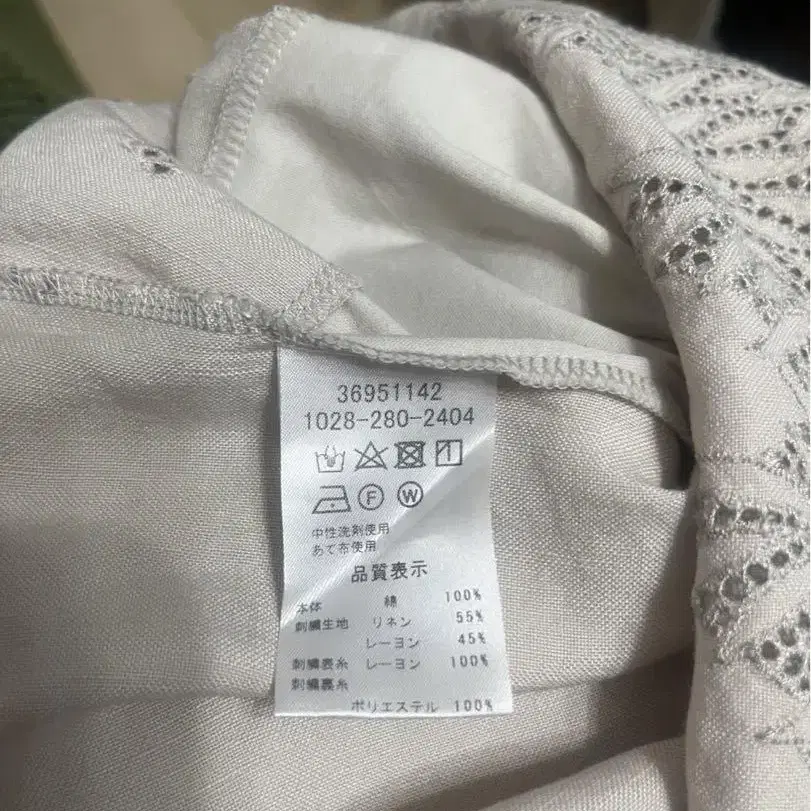 36951142
1028-280-2404
F W
中性洗剤使用
あて布使用
品質表示
本体 綿 100%
刺繍生地 リネン 55%
レーヨン 45%
刺繍表糸 レーヨン 100%
刺繍裏糸
ポリエステル 100%